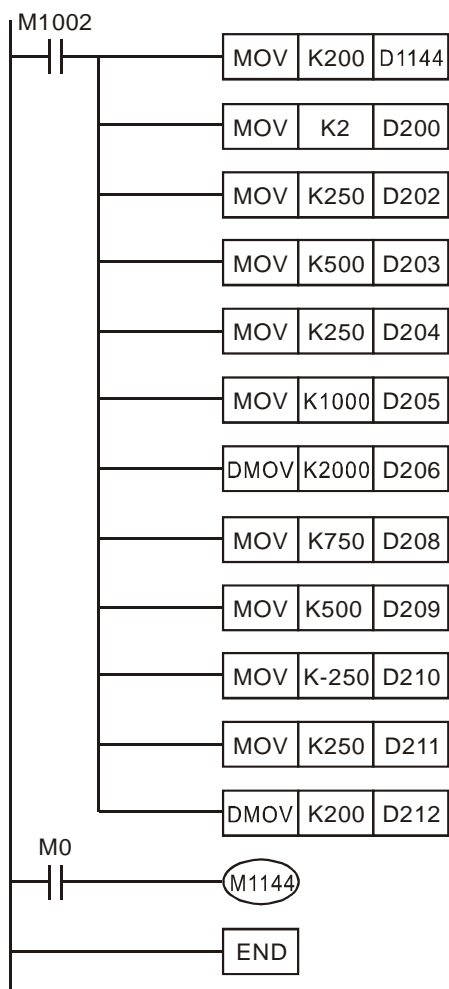 M1002
MOV K200 D1144
MOV K2 D200
MOV K250 D202
MOV K500 D203
MOV K250 D204
MOV K1000 D205
DMOV K2000 D206
MOV K750 D208
MOV K500 D209
MOV K-250 D210
MOV K250 D211
DMOV K200 D212
M0
M1144
END